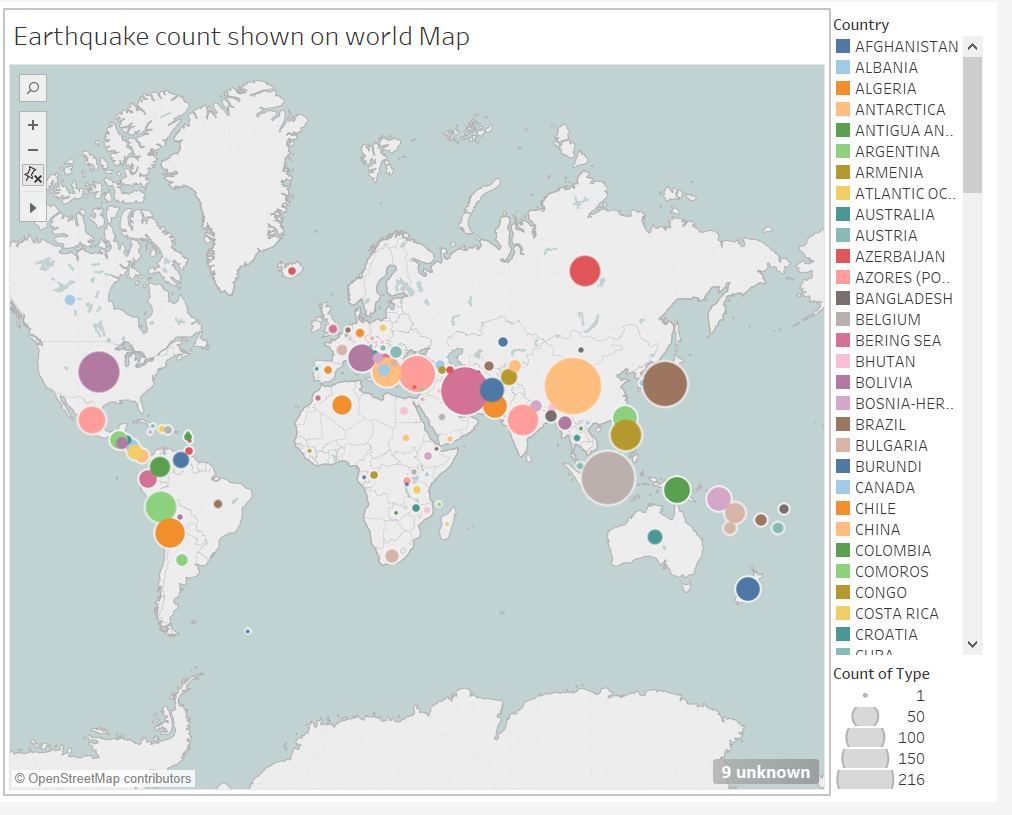 Earthquake count shown on world Map
Country
AFGHANISTAN
ALBANIA
ALGERIA
ANTARCTICA
ANTIGUA AN..
ARGENTINA
ARMENIA
ATLANTIC OC..
AUSTRALIA
AUSTRIA
AZERBAIJAN
AZORES (PO..
BANGLADESH
BELGIUM
BERING SEA
BHUTAN
BOLIVIA
BOSNIA-HER..
BRAZIL
BULGARIA
BURUNDI
CANADA
CHILE
CHINA
COLOMBIA
COMOROS
CONGO
COSTA RICA
CROATIA
CUBA
Count of Type
1
50
100
150
216
© OpenStreetMap contributors
9 unknown